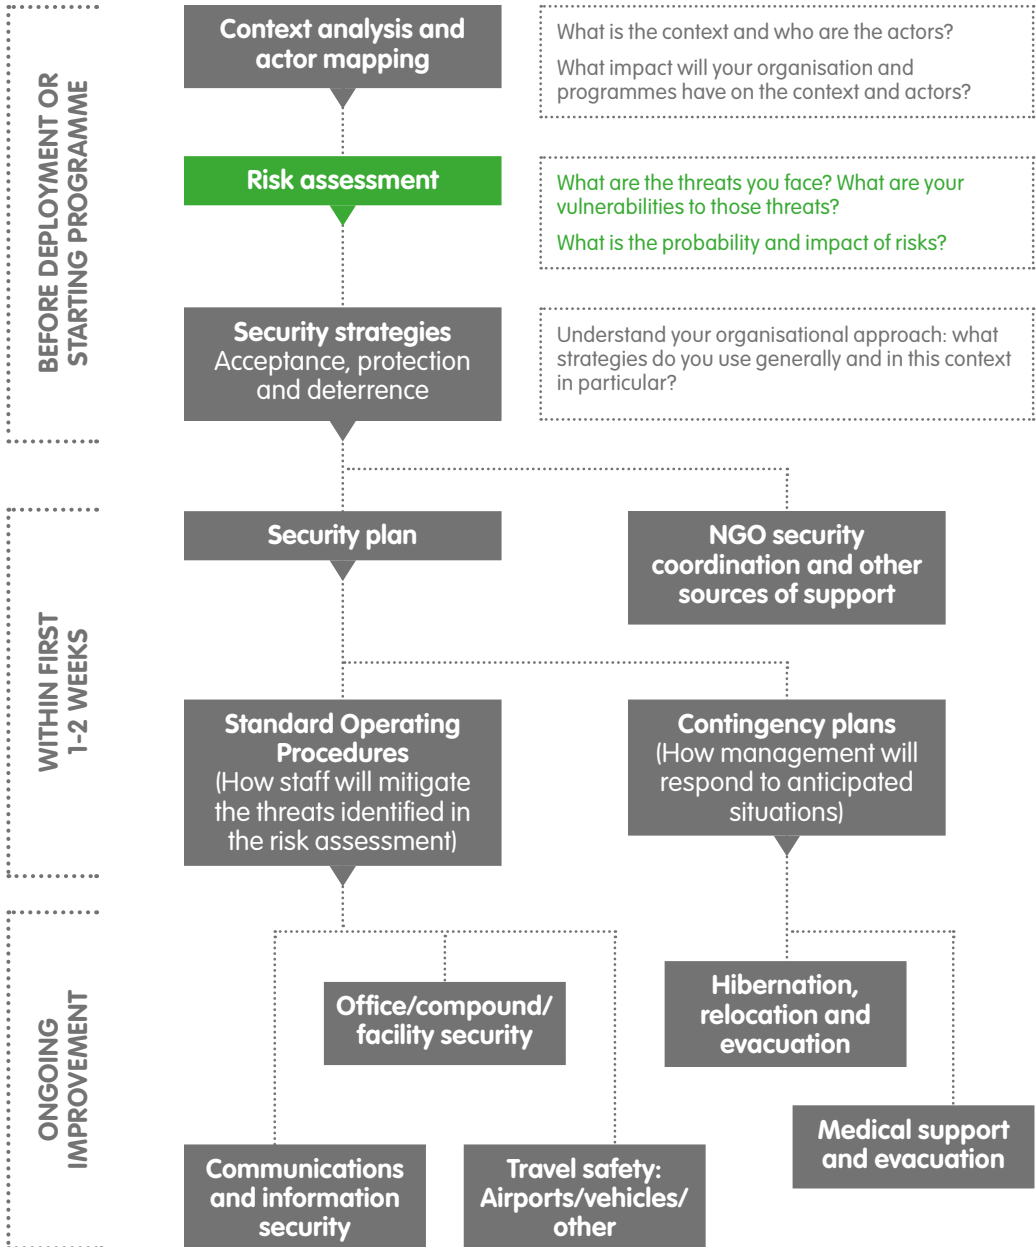 BEFORE DEPLOYMENT OR
STARTING PROGRAMME
Context analysis and
actor mapping
What is the context and who are the actors?
What impact will your organisation and
programmes have on the context and actors?
Risk assessment
What are the threats you face? What are your
vulnerabilities to those threats?
What is the probability and impact of risks?
Security strategies
Acceptance, protection
and deterrence
Understand your organisational approach: what
strategies do you use generally and in this context
in particular?
WITHIN FIRST
1-2 WEEKS
Security plan
NGO security
coordination and other
sources of support
Standard Operating
Procedures
(How staff will mitigate
the threats identified in
the risk assessment)
Contingency plans
(How management will
respond to anticipated
situations)
ONGOING
IMPROVEMENT
Office/compound/
facility security
Hibernation,
relocation and
evacuation
Communications
and information
security
Travel safety:
Airports/vehicles/
other
Medical support
and evacuation